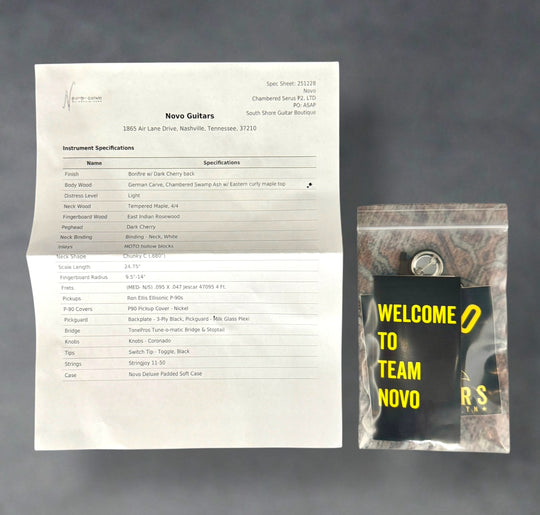 Spec Sheet: 251228
Novo
Chambered Serus P2, LTD
PO: ASAP
South Shore Guitar Boutique
Novo Guitars
1865 Air Lane Drive, Nashville, Tennessee, 37210
Instrument Specifications
Name Specifications
Finish Bonfire w/ Dark Cherry back
Body Wood German Carve, Chambered Swamp Ash w/ Eastern curly maple top
Distress Level Light
Neck Wood Tempered Maple, 4/4
Fingerboard Wood East Indian Rosewood
Peghead Dark Cherry
Neck Binding Binding - Neck, White
Inlays MOTO hollow blocks
Neck Shape Chunky C (.880")
Scale Length 24.75"
Fingerboard Radius 9.5"-14"
Frets (MED- N/S) .095 X .047 Jescar 47095 4 Ft.
Pickups Ron Ellis Ellisonic P-90s
P-90 Covers P90 Pickup Cover - Nickel
Pickguard Backplate - 3-Ply Black, Pickguard - Milk Glass Plexi
Bridge TonePros Tune-o-matic Bridge & Stoptail
Knobs Knobs - Coronado
Tips Switch Tip - Toggle, Black
Strings Stringjoy 11-50
Case Novo Deluxe Padded Soft Case
WELCOME
TO
TEAM
NOVO
O
RS
TN